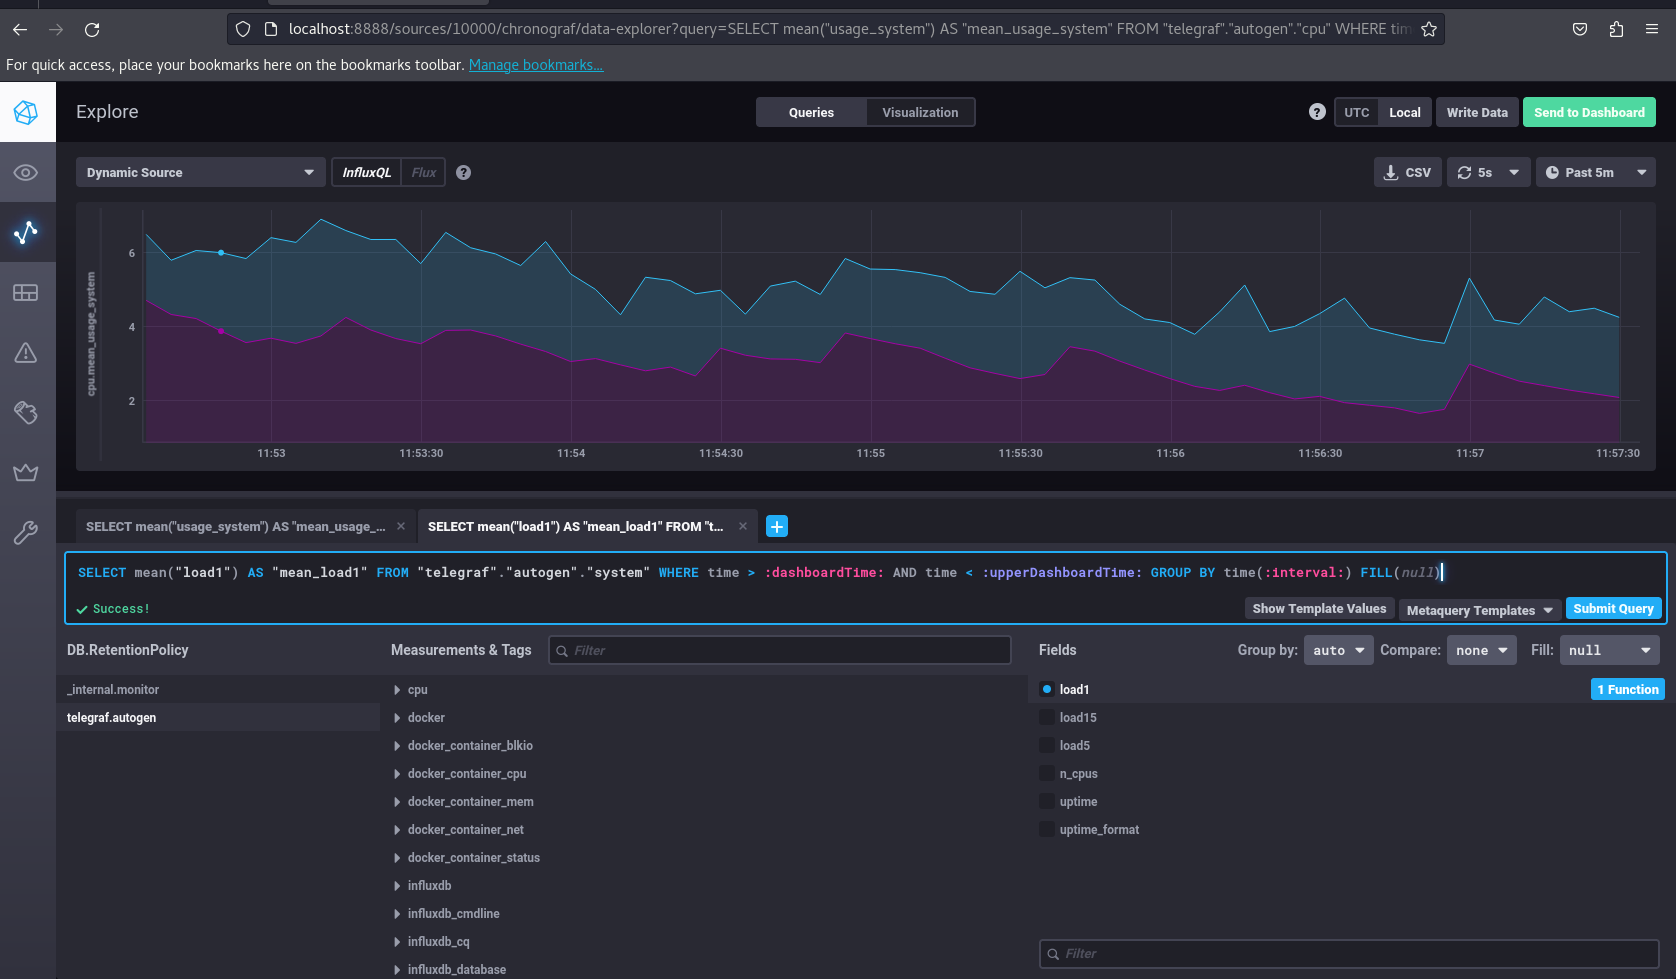 localhost:8888/sources/10000/chronograf/data-explorer?query=SELECT mean("usage_system") AS "mean_usage_system" FROM "telegraf"."autogen"."cpu" WHERE tim
For quick access, place your bookmarks here on the bookmarks toolbar. Manage bookmarks...
Explore
Queries
Visualization
?
UTC
Local
Write Data
Send to Dashboard
Dynamic Source
InfluxQL
Flux
?
CSV
5s
Past 5m
cpu.mean_usage_system
6
4
2
11:53
11:53:30
11:54
11:54:30
11:55
11:55:30
11:56
11:56:30
11:57
11:57:30
SELECT mean("usage_system") AS "mean_usage_...
SELECT mean("load1") AS "mean_load1" FROM "t...
SELECT mean("load1") AS "mean_load1" FROM "telegraf"."autogen"."system" WHERE time > :dashboardTime: AND time < :upperDashboardTime: GROUP BY time(:interval:) FILL(null)
Success!
Show Template Values
Metaquery Templates
Submit Query
DB.RetentionPolicy
Measurements & Tags
Filter
Fields
Group by: auto
Compare: none
Fill: null
_internal.monitor
telegraf.autogen
cpu
docker
docker_container_blkio
docker_container_cpu
docker_container_mem
docker_container_net
docker_container_status
influxdb
influxdb_cmdline
influxdb_cq
influxdb_database
load1
1 Function
load15
load5
n_cpus
uptime
uptime_format
Filter